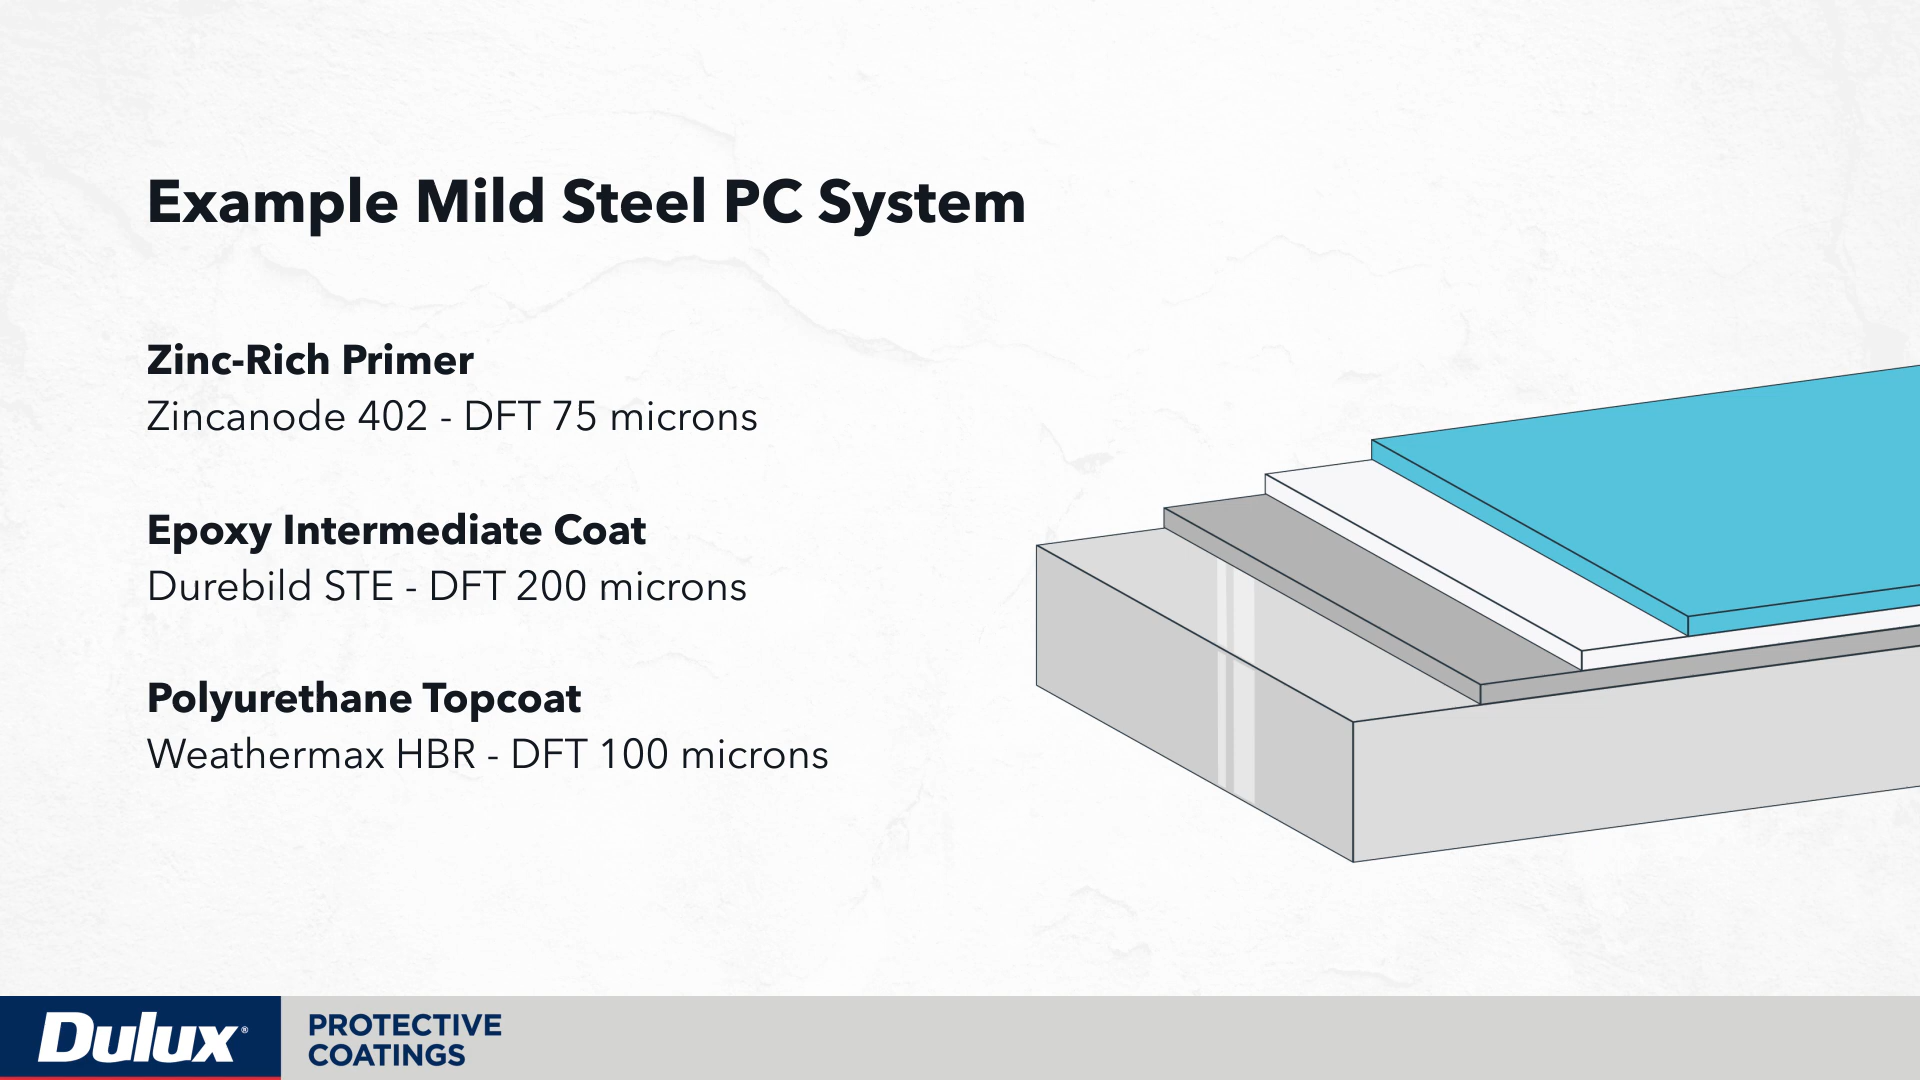 Example Mild Steel PC System
Zinc-Rich Primer
Zincanode 402 - DFT 75 microns
Epoxy Intermediate Coat
Durebild STE - DFT 200 microns
Polyurethane Topcoat
Weathermax HBR - DFT 100 microns
Dulux®
PROTECTIVE
COATINGS